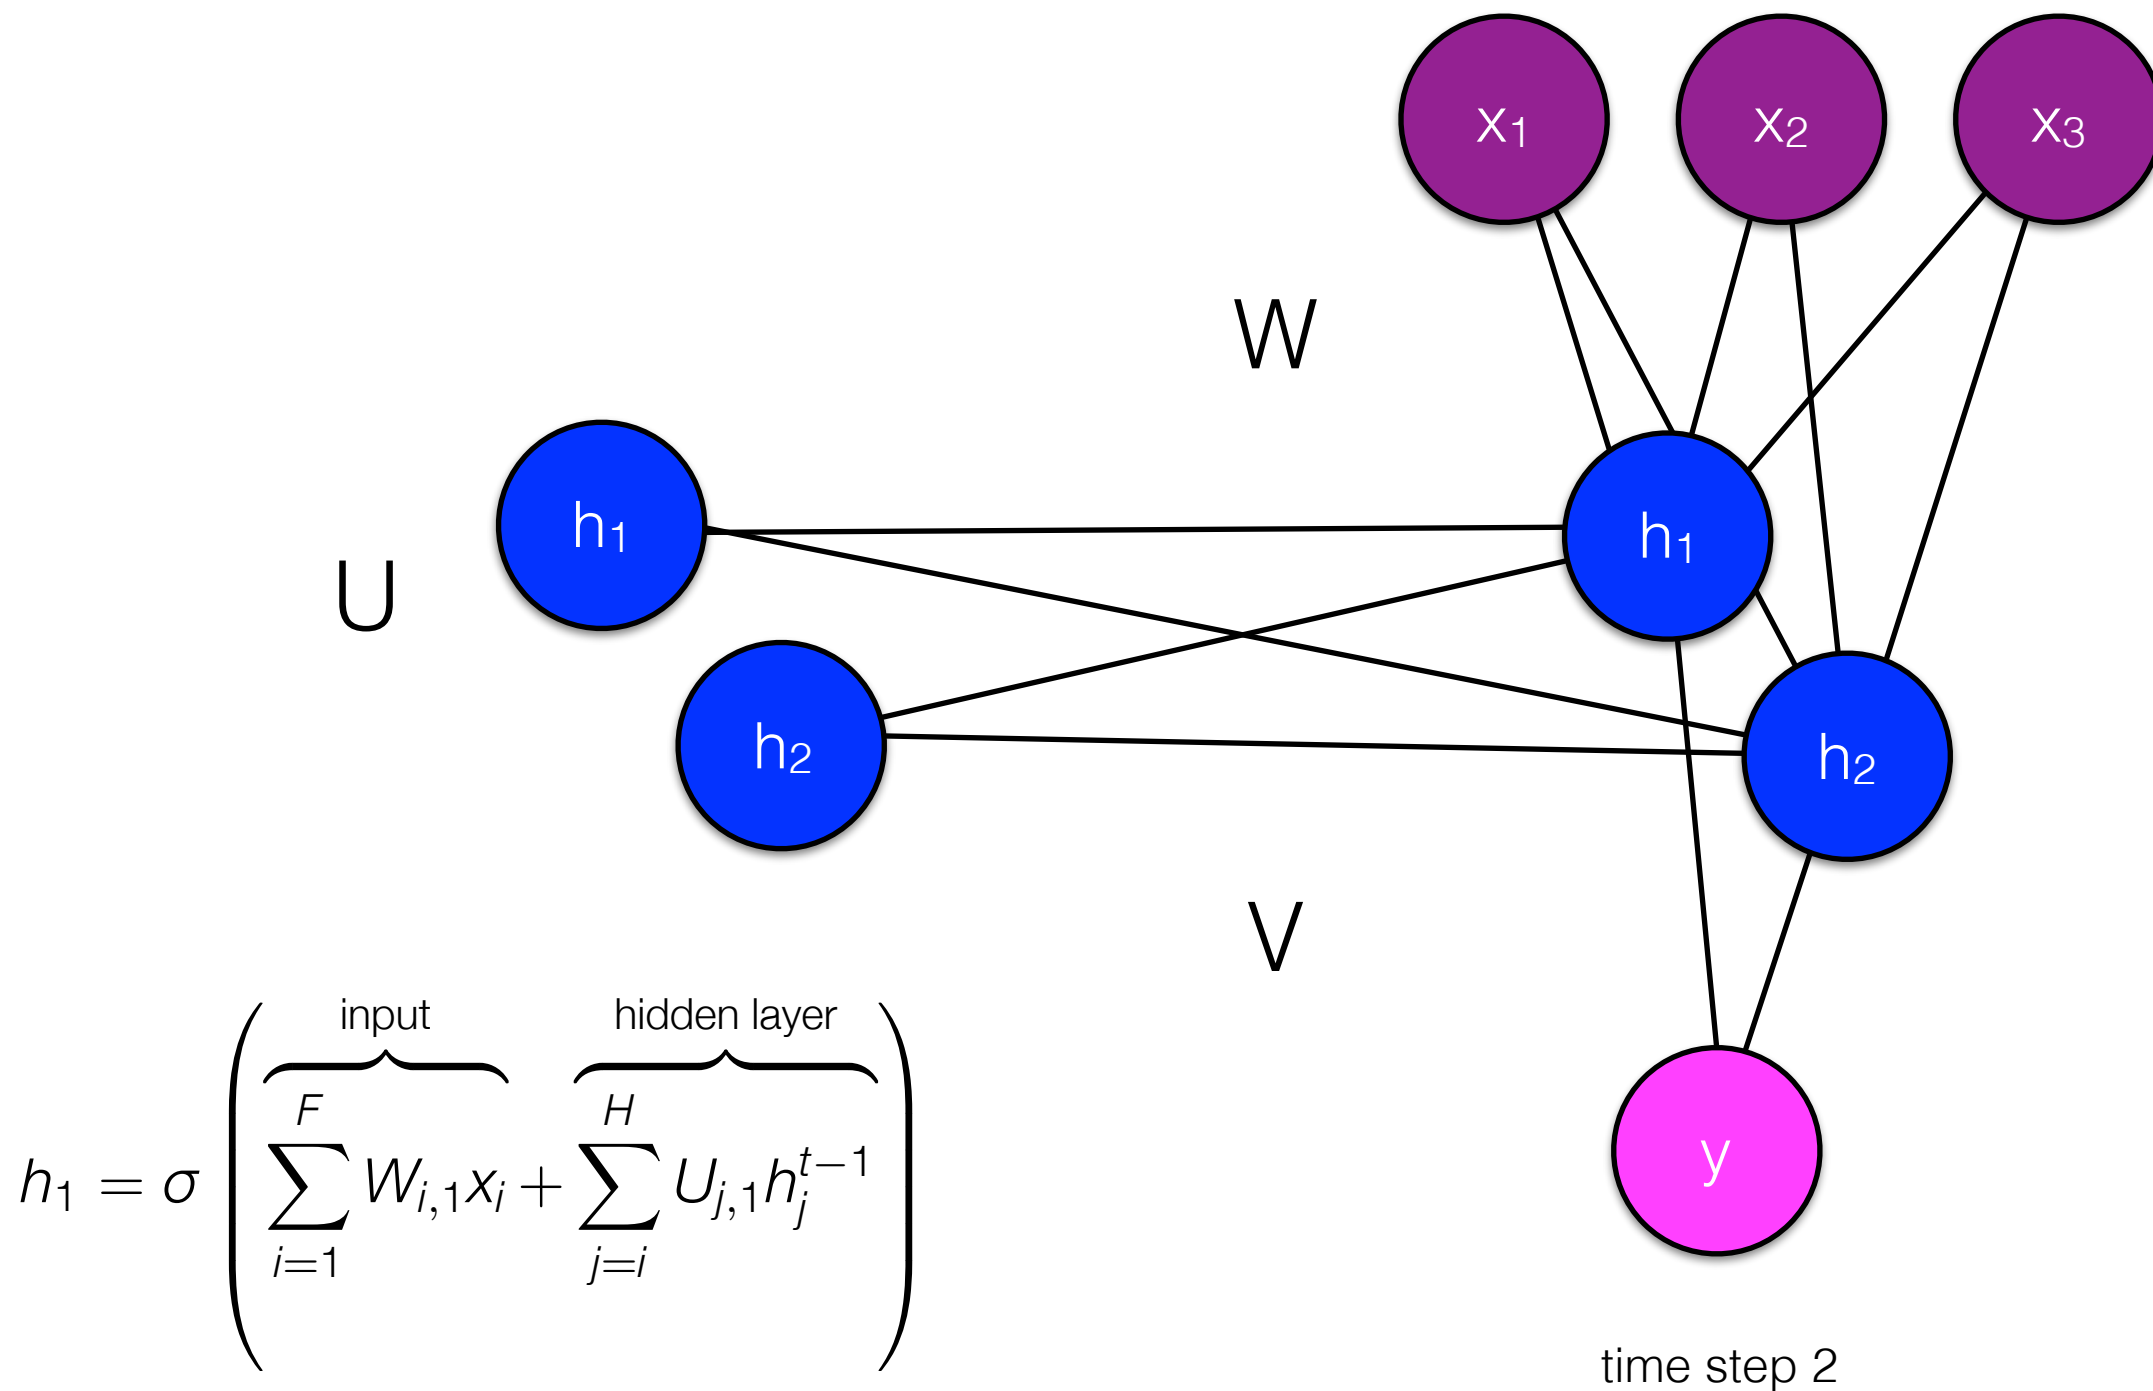 x₁ x₂ x₃
W
h₁ h₁
U
h₂ h₂
V
input hidden layer
h₁ = σ ( ∑_{i=1}^{F} W_{i,1}x_i + ∑_{j=i}^{H} U_{j,1}h_j^{t−1} )
y
time step 2